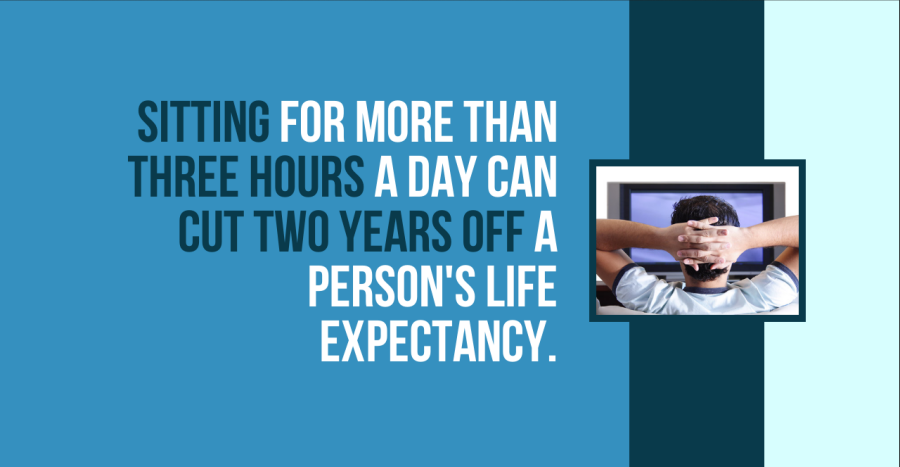 SITTING FOR MORE THAN
THREE HOURS A DAY CAN
CUT TWO YEARS OFF A
PERSON'S LIFE
EXPECTANCY.